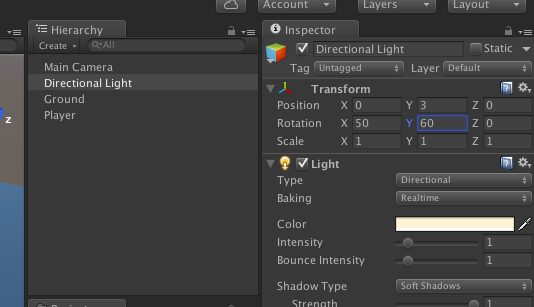 Account
Layers
Layout
Hierarchy
Create
All
Main Camera
Directional Light
Ground
Player
z
Inspector
Directional Light
Static
Tag Untagged Layer Default
Transform
Position X 0 Y 3 Z 0
Rotation X 50 Y 60 Z 0
Scale X 1 Y 1 Z 1
Light
Type Directional
Baking Realtime
Color
Intensity 1
Bounce Intensity 1
Shadow Type Soft Shadows
Strength 1